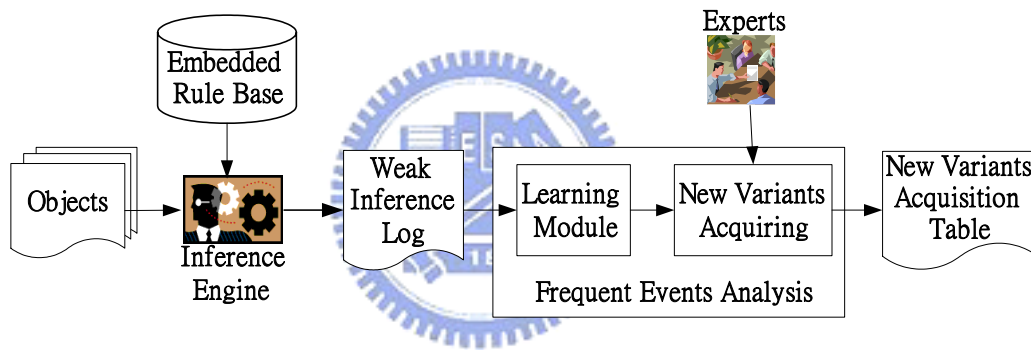 Experts
Embedded
Rule Base
Objects
Inference
Engine
Weak
Inference
Log
Learning
Module
New Variants
Acquiring
Frequent Events Analysis
New Variants
Acquisition
Table